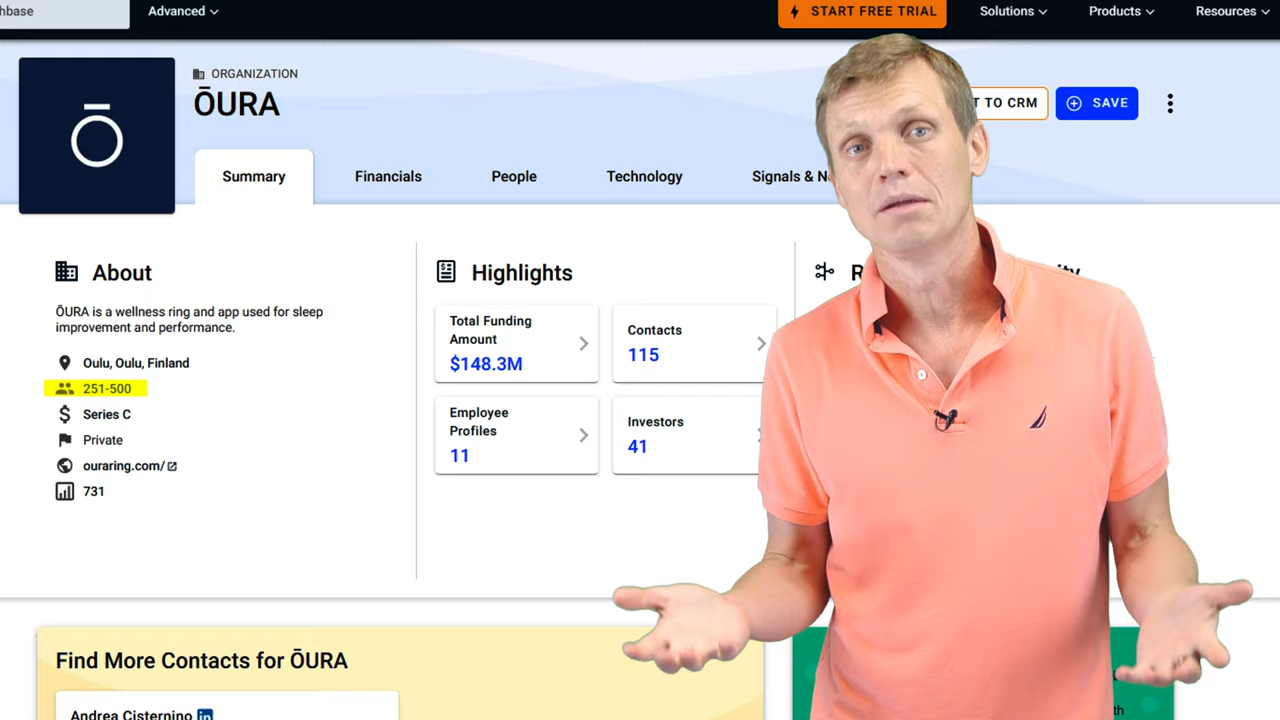 hbase
Advanced
START FREE TRIAL
Solutions
Products
Resources
ORGANIZATION
ŌURA
T TO CRM
SAVE
Summary
Financials
People
Technology
Signals & N
About
ŌURA is a wellness ring and app used for sleep
improvement and performance.
Oulu, Oulu, Finland
251-500
Series C
Private
ouraring.com/
731
Highlights
Total Funding
Amount
$148.3M
Contacts
115
Employee
Profiles
11
Investors
41
Find More Contacts for ŌURA
Andrea Cisternino in